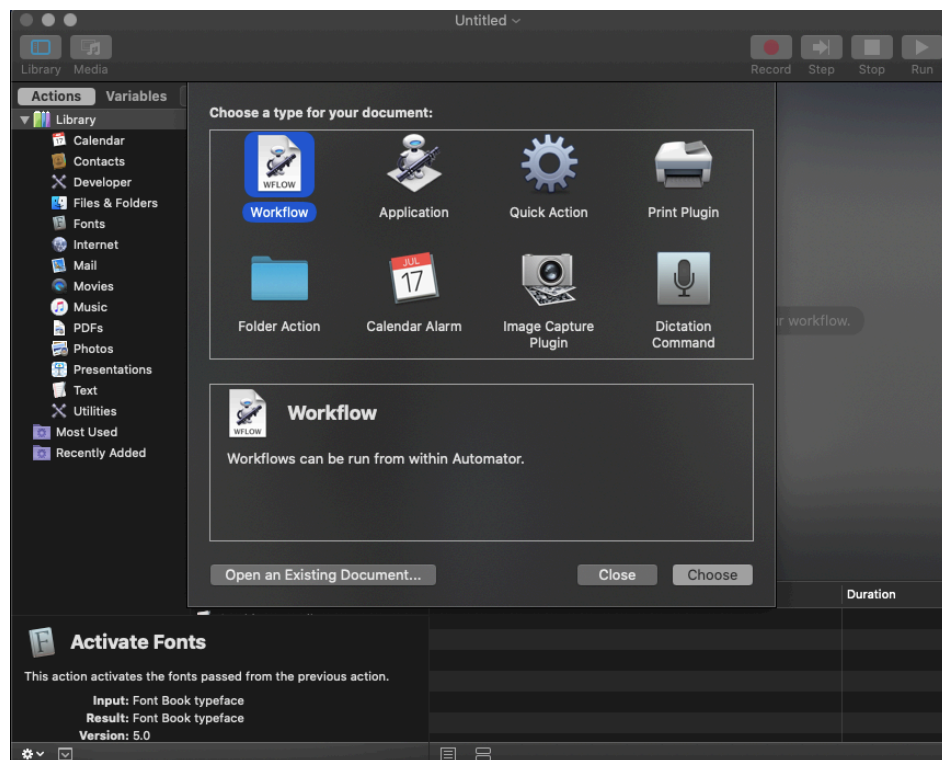 Untitled
Library Media
Record Step Stop Run
Actions Variables
Library
Calendar
Contacts
Developer
Files & Folders
Fonts
Internet
Mail
Movies
Music
PDFs
Photos
Presentations
Text
Utilities
Most Used
Recently Added
Choose a type for your document:
WFLOW
Workflow
Application
Quick Action
Print Plugin
Folder Action
JUL
17
Calendar Alarm
Image Capture
Plugin
Dictation
Command
WFLOW
Workflow
Workflows can be run from within Automator.
Open an Existing Document...
Close
Choose
workflow.
Duration
Activate Fonts
This action activates the fonts passed from the previous action.
Input: Font Book typeface
Result: Font Book typeface
Version: 5.0